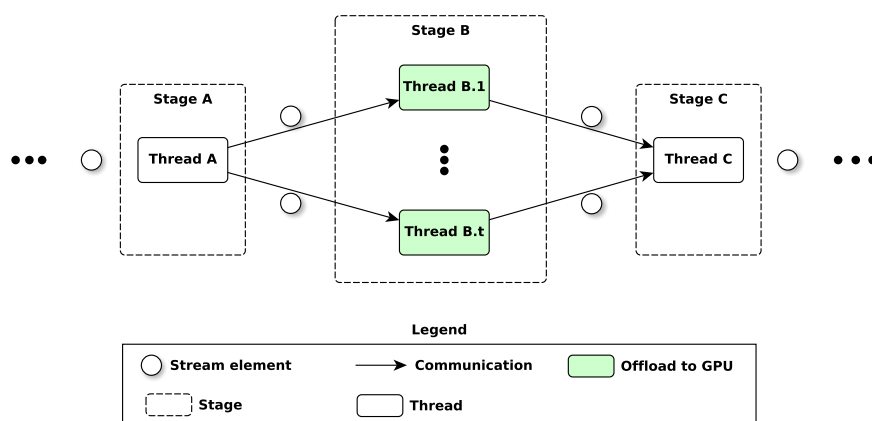 Stage B
Stage A
Thread B.1
Stage C
Thread A
Thread C
Thread B.t
Legend
Stream element
Communication
Offload to GPU
Stage
Thread